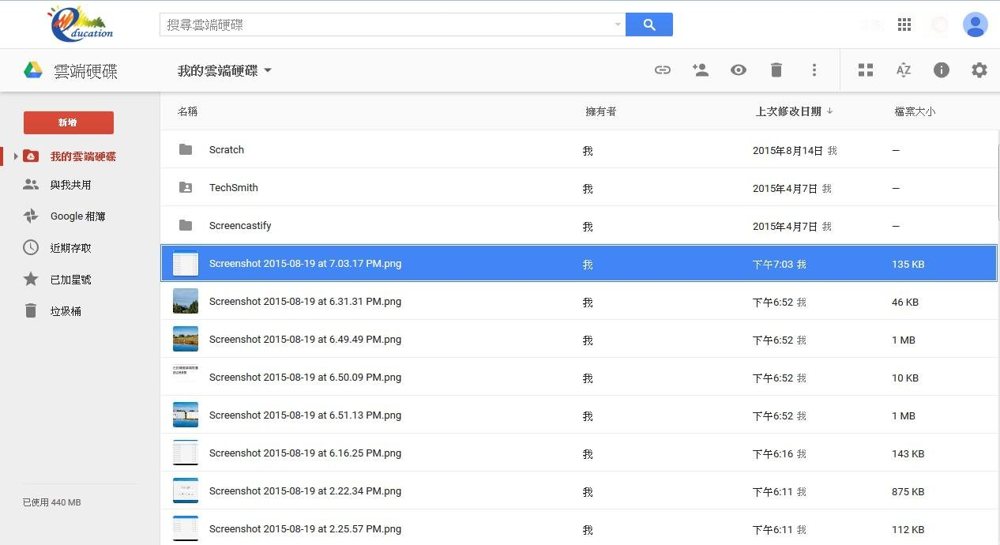 ducation
搜尋雲端硬碟
雲端硬碟
我的雲端硬碟
AZ
新增
我的雲端硬碟
與我共用
Google 相簿
近期存取
已加星號
垃圾桶
已使用 440 MB
名稱 擁有者 上次修改日期 檔案大小
Scratch 我 2015年8月14日 我 —
TechSmith 我 2015年4月7日 我 —
Screencastify 我 2015年4月7日 我 —
Screenshot 2015-08-19 at 7.03.17 PM.png 我 下午7:03 我 135 KB
Screenshot 2015-08-19 at 6.31.31 PM.png 我 下午6:52 我 46 KB
Screenshot 2015-08-19 at 6.49.49 PM.png 我 下午6:52 我 1 MB
Screenshot 2015-08-19 at 6.50.09 PM.png 我 下午6:52 我 10 KB
Screenshot 2015-08-19 at 6.51.13 PM.png 我 下午6:52 我 1 MB
Screenshot 2015-08-19 at 6.16.25 PM.png 我 下午6:16 我 143 KB
Screenshot 2015-08-19 at 2.22.34 PM.png 我 下午6:11 我 875 KB
Screenshot 2015-08-19 at 2.25.57 PM.png 我 下午6:11 我 112 KB